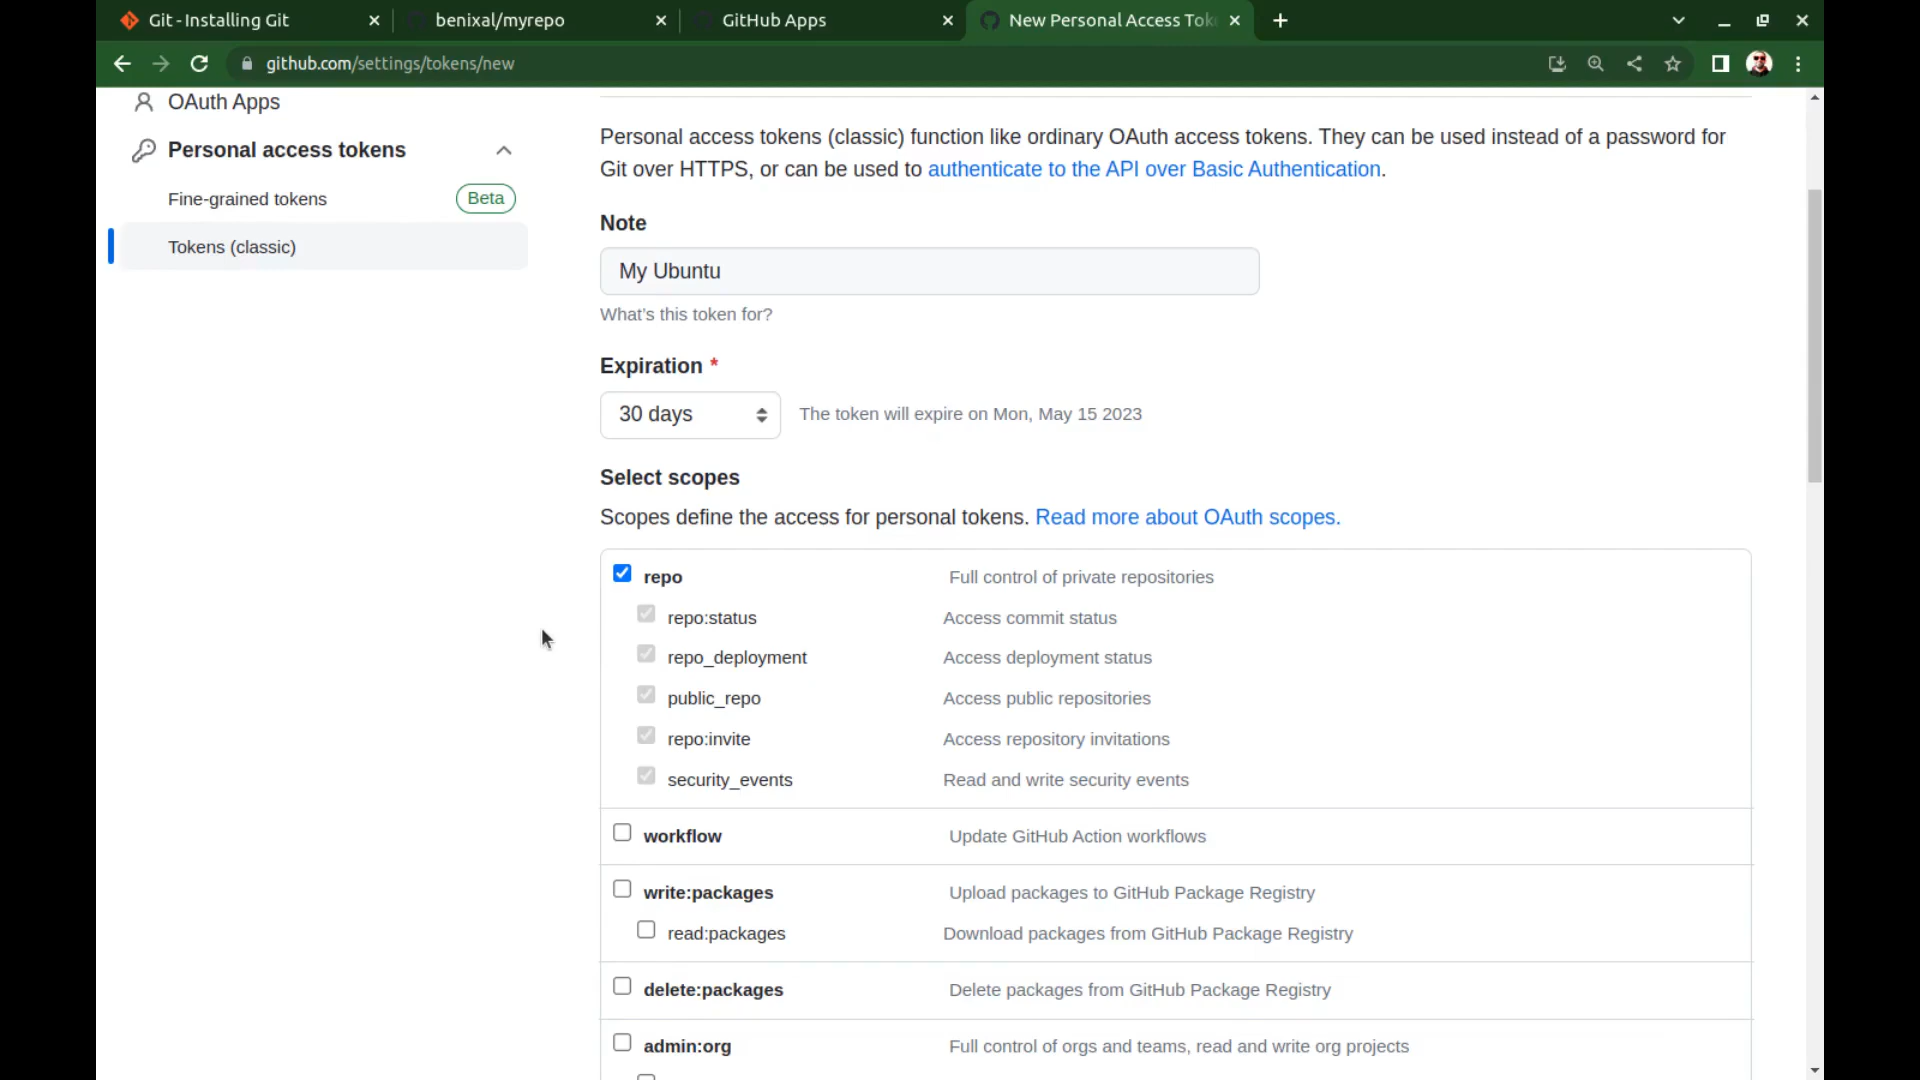 Git - Installing Git
benixal/myrepo
GitHub Apps
New Personal Access Tok
github.com/settings/tokens/new
OAuth Apps
Personal access tokens
Fine-grained tokens
Beta
Tokens (classic)
Personal access tokens (classic) function like ordinary OAuth access tokens. They can be used instead of a password for
Git over HTTPS, or can be used to authenticate to the API over Basic Authentication.
Note
My Ubuntu
What's this token for?
Expiration *
30 days
The token will expire on Mon, May 15 2023
Select scopes
Scopes define the access for personal tokens. Read more about OAuth scopes.
repo Full control of private repositories
repo:status Access commit status
repo_deployment Access deployment status
public_repo Access public repositories
repo:invite Access repository invitations
security_events Read and write security events
workflow Update GitHub Action workflows
write:packages Upload packages to GitHub Package Registry
read:packages Download packages from GitHub Package Registry
delete:packages Delete packages from GitHub Package Registry
admin:org Full control of orgs and teams, read and write org projects